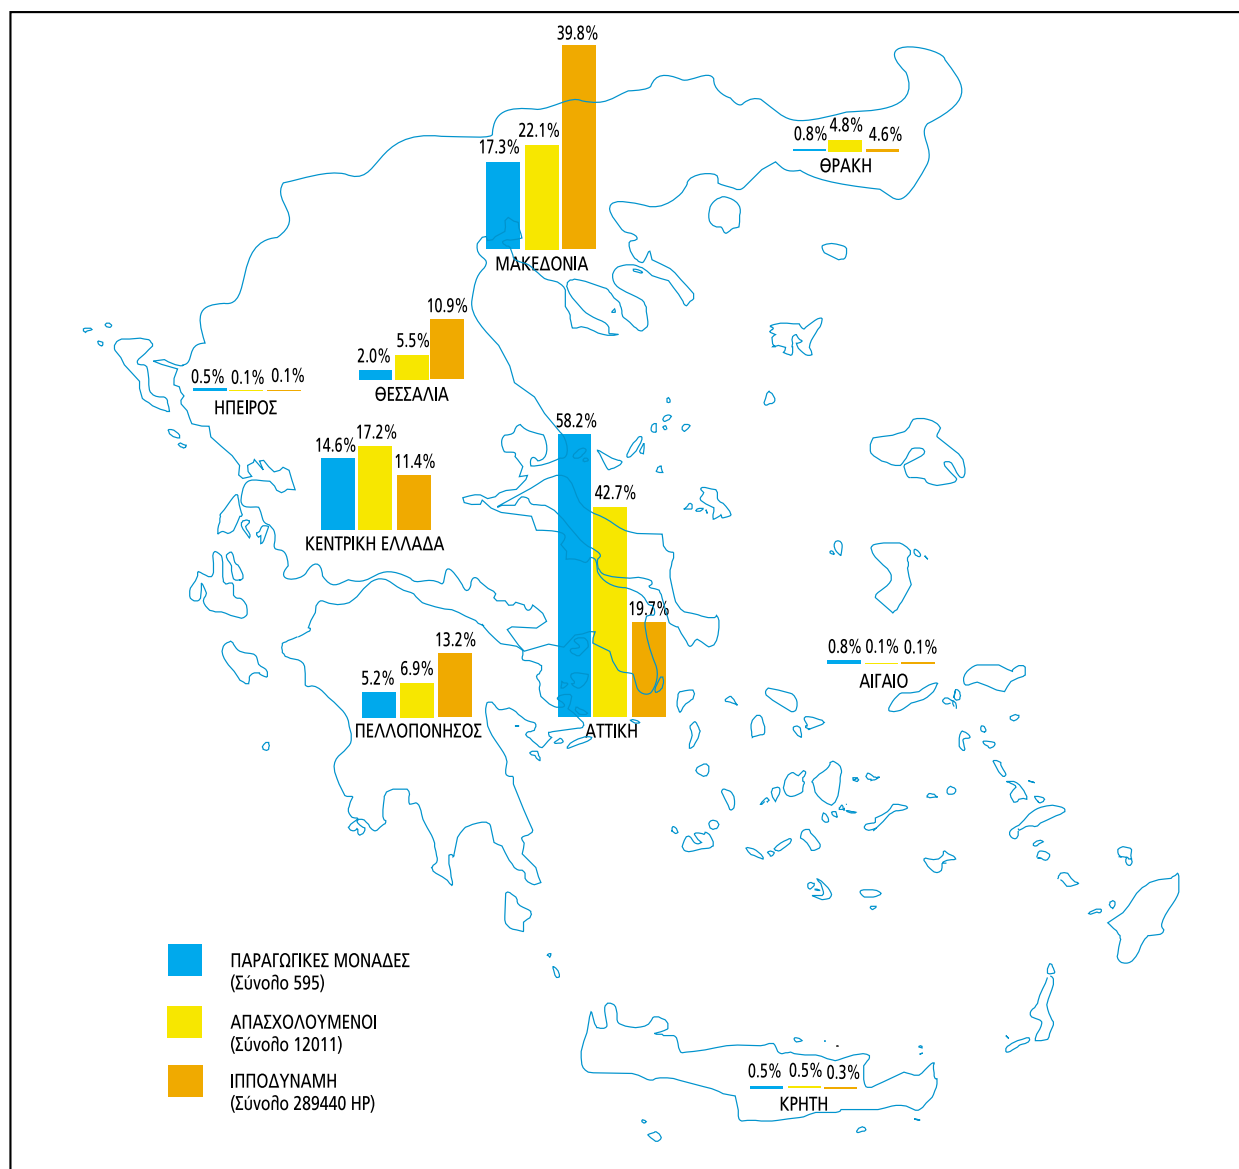 39.8%
22.1%
17.3%
ΜΑΚΕΔΟΝΙΑ
0.8% 4.8% 4.6%
ΘΡΑΚΗ
2.0% 5.5% 10.9%
ΘΕΣΣΑΛΙΑ
0.5% 0.1% 0.1%
ΗΠΕΙΡΟΣ
14.6% 17.2% 11.4%
ΚΕΝΤΡΙΚΗ ΕΛΛΑΔΑ
58.2%
42.7%
19.7%
ΑΤΤΙΚΗ
5.2% 6.9% 13.2%
ΠΕΛΛΟΠΟΝΗΣΟΣ
0.8% 0.1% 0.1%
ΑΙΓΑΙΟ
ΠΑΡΑΓΩΓΙΚΕΣ ΜΟΝΑΔΕΣ
(Σύνολο 595)
ΑΠΑΣΧΟΛΟΥΜΕΝΟΙ
(Σύνολο 12011)
ΙΠΠΟΔΥΝΑΜΗ
(Σύνολο 289440 HP)
0.5% 0.5% 0.3%
ΚΡΗΤΗ